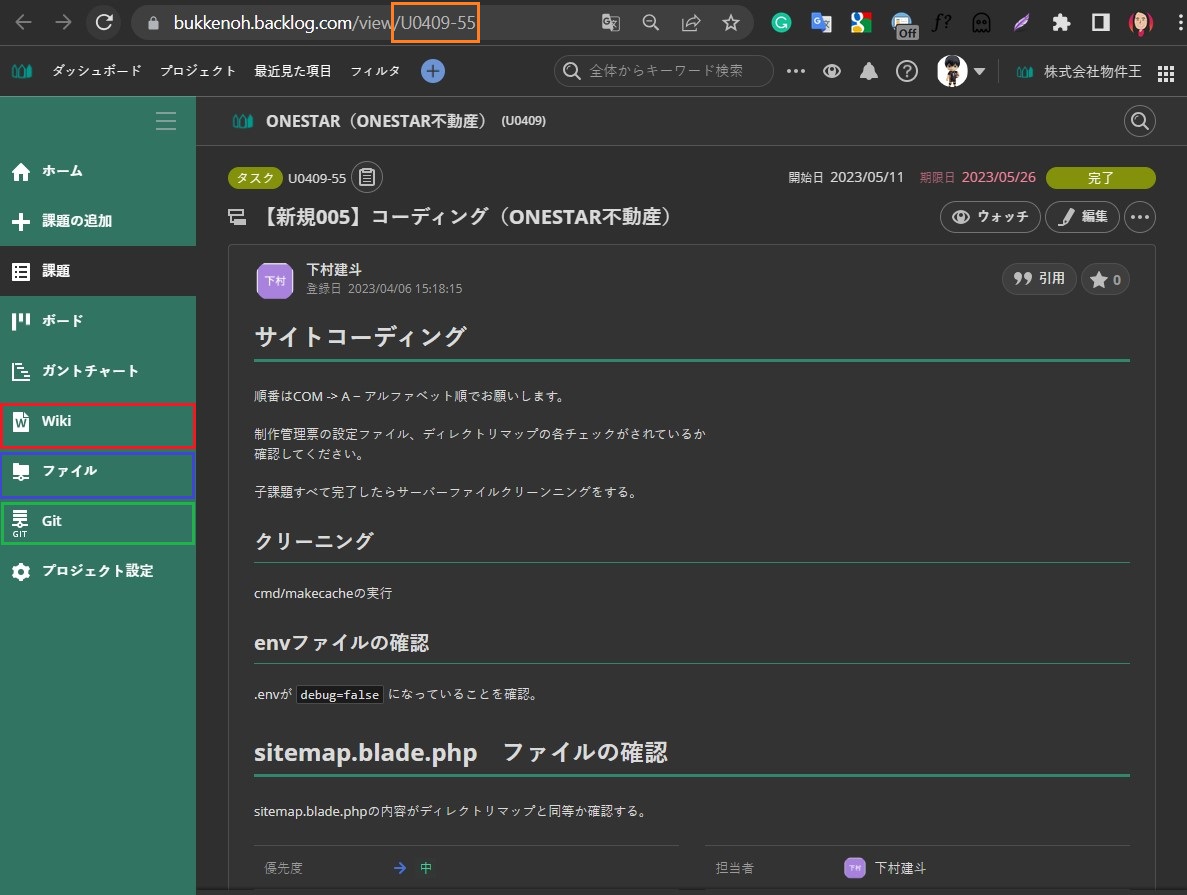 bukkenoh.backlog.com/view/U0409-55
Off
f?
ダッシュボード プロジェクト 最近見た項目 フィルタ 全体からキーワード検索 株式会社物件王
ONESTAR（ONESTAR不動産） (U0409)
ホーム
課題の追加
課題
ボード
ガントチャート
W Wiki
ファイル
GIT Git
プロジェクト設定
タスク U0409-55 開始日 2023/05/11 期限日 2023/05/26 完了
【新規005】コーディング（ONESTAR不動産） ウォッチ 編集
下村 下村建斗
登録日 2023/04/06 15:18:15
引用 0
サイトコーディング
順番はCOM -> A – アルファベット順でお願いします。
制作管理票の設定ファイル、ディレクトリマップの各チェックがされているか
確認してください。
子課題すべて完了したらサーバーファイルクリーンニングをする。
クリーニング
cmd/makecacheの実行
envファイルの確認
.envが debug=false になっていることを確認。
sitemap.blade.php　ファイルの確認
sitemap.blade.phpの内容がディレクトリマップと同等か確認する。
優先度 中 担当者 下村 下村建斗